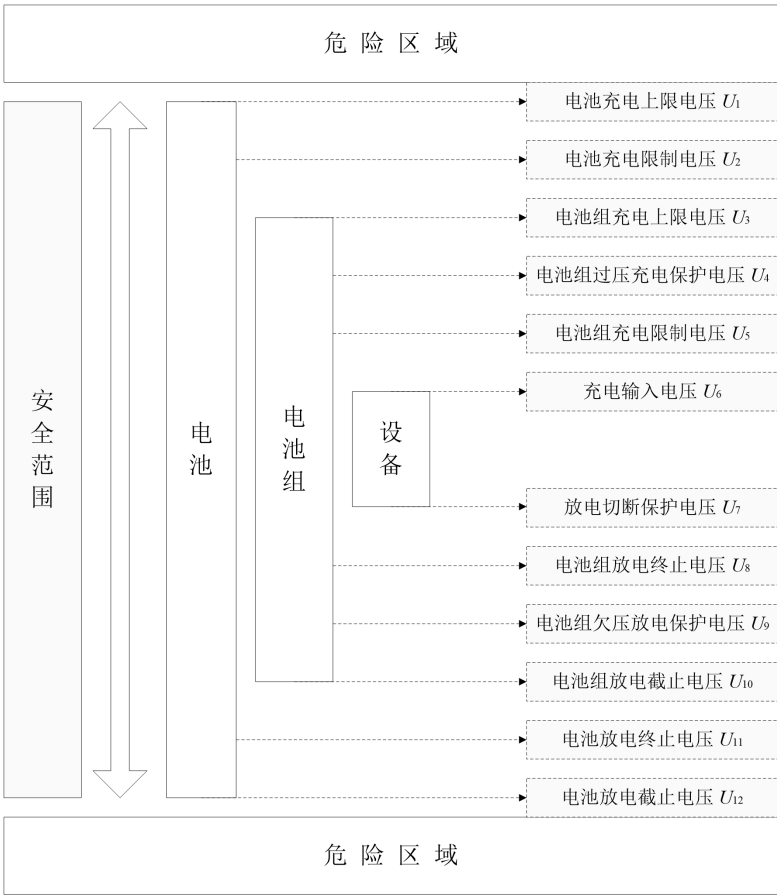 危险区域
电池充电上限电压 U1
电池充电限制电压 U2
电池组充电上限电压 U3
电池组过压充电保护电压 U4
电池组充电限制电压 U5
充电输入电压 U6
安全范围
电池
电池组
设备
放电切断保护电压 U7
电池组放电终止电压 U8
电池组欠压放电保护电压 U9
电池组放电截止电压 U10
电池放电终止电压 U11
电池放电截止电压 U12
危险区域